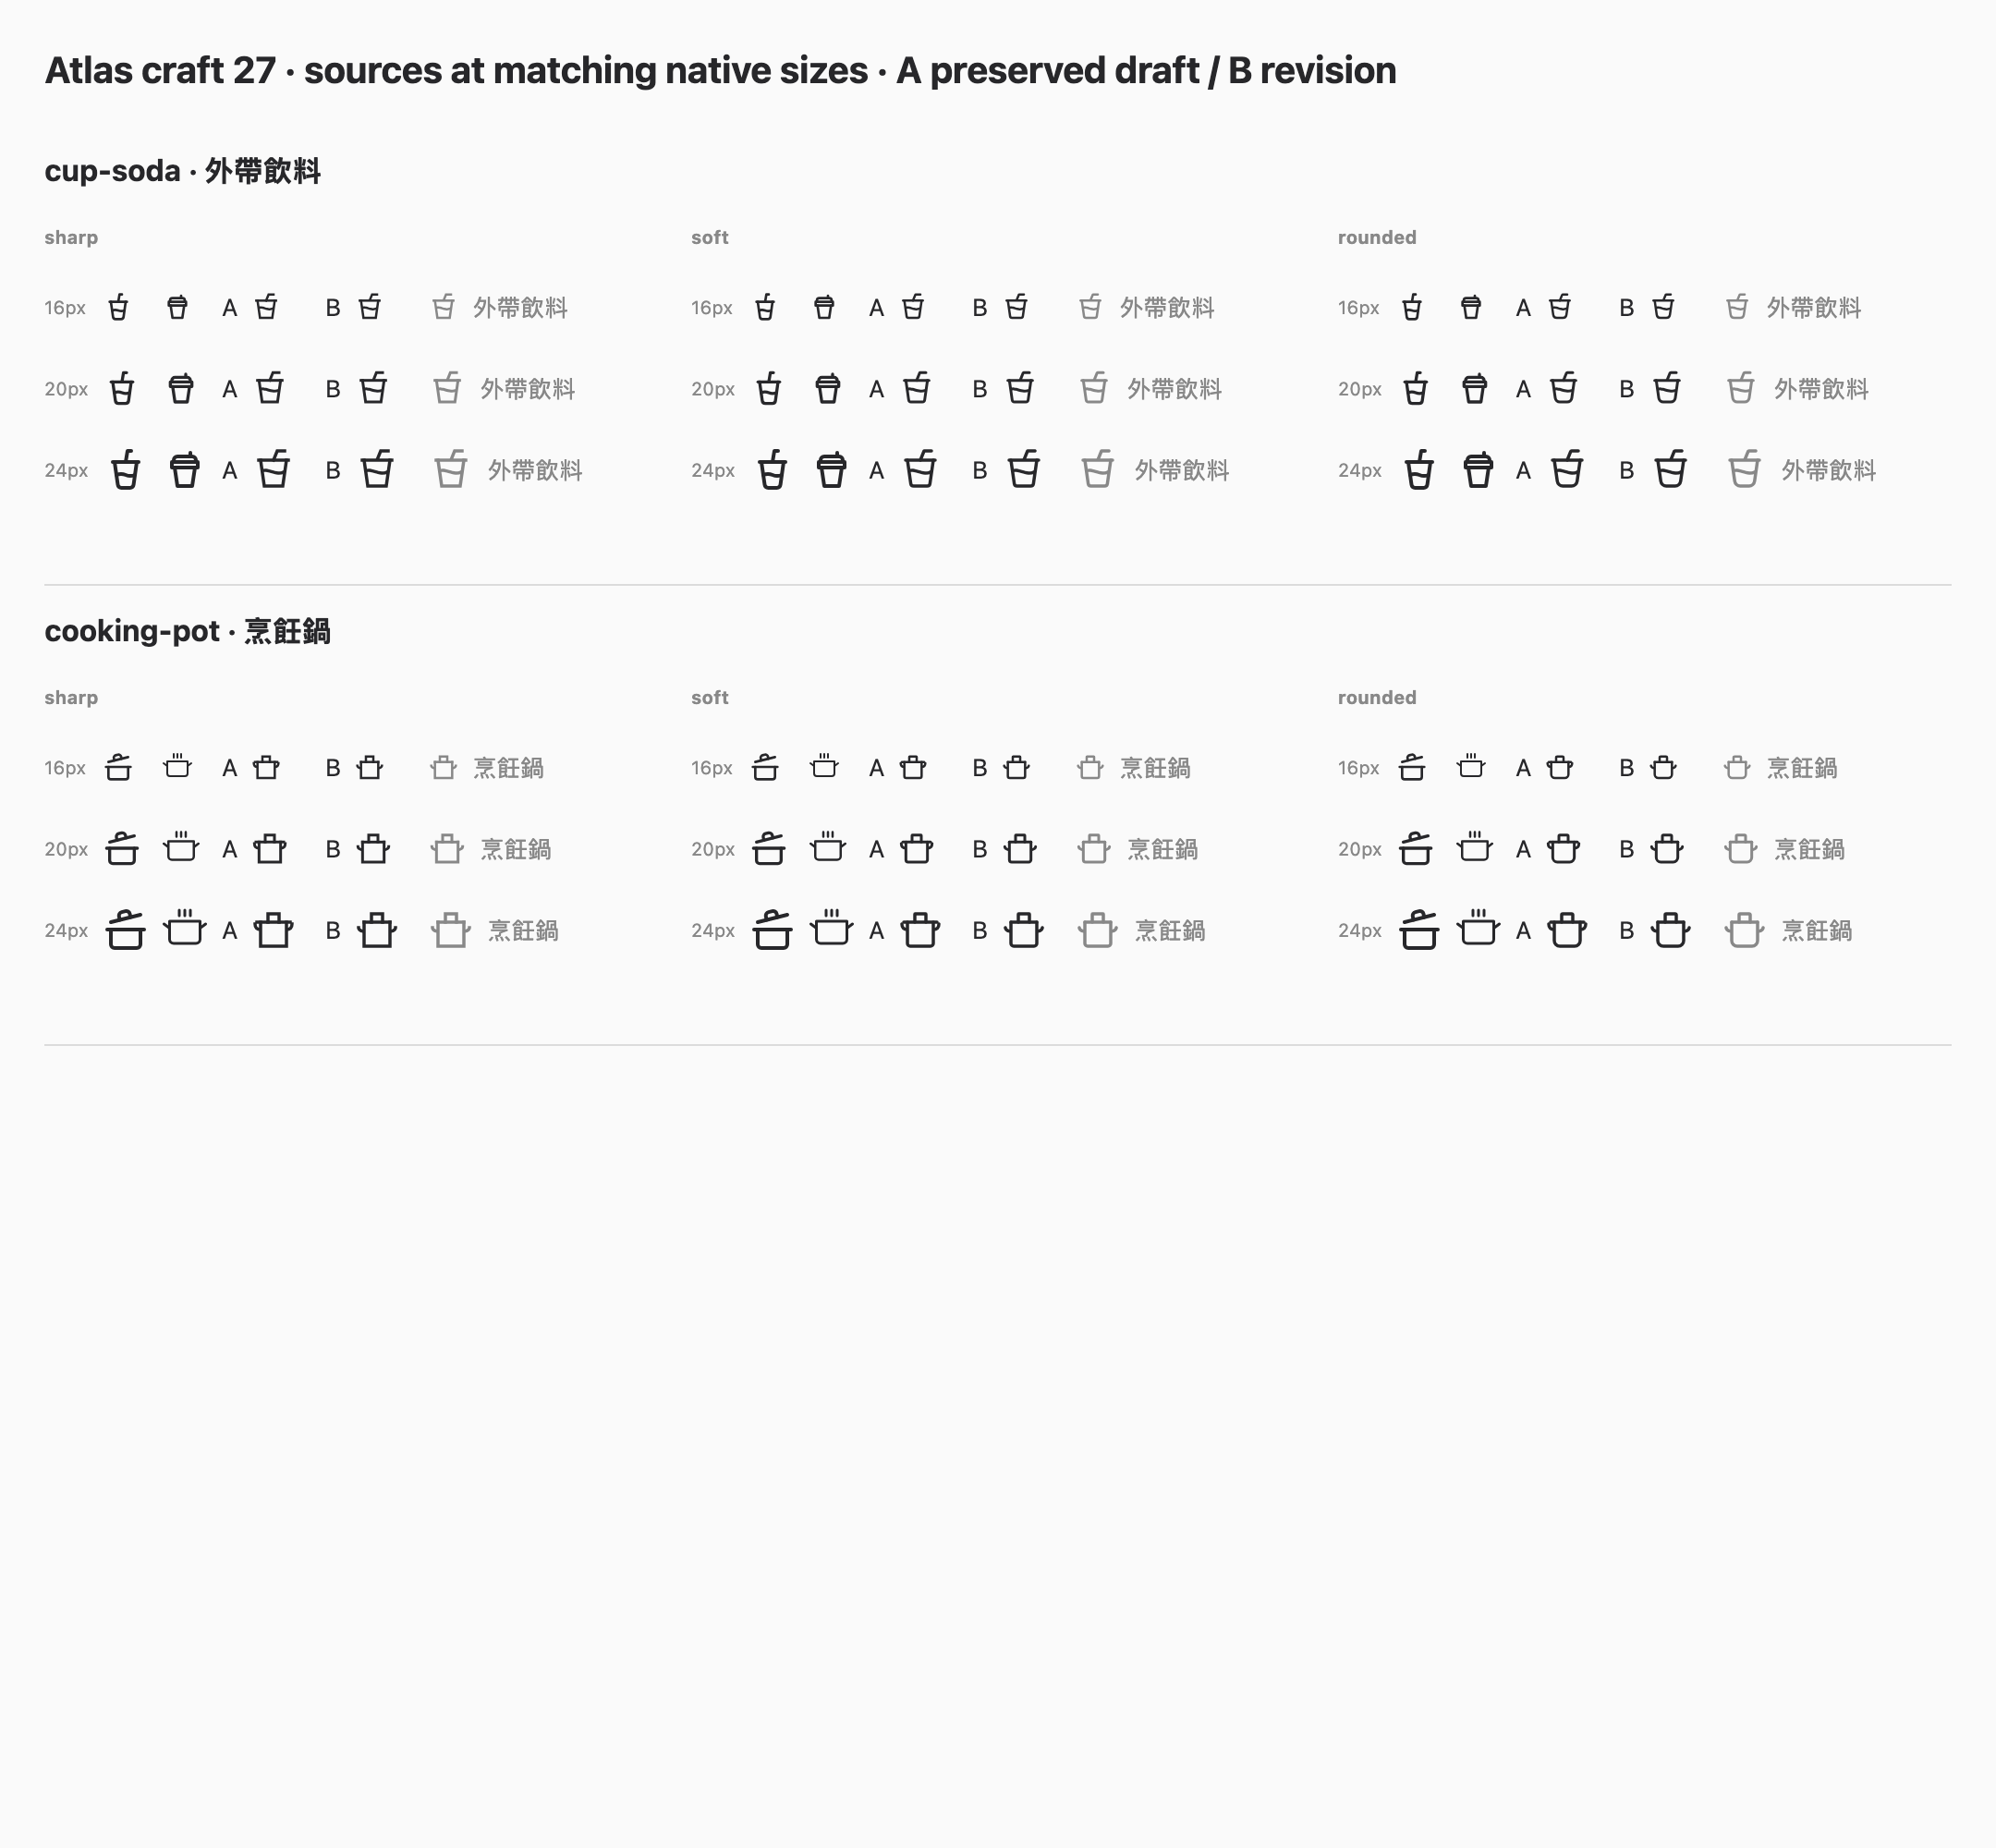 Atlas craft 27 · sources at matching native sizes · A preserved draft / B revision
cup-soda · 外帶飲料
sharp soft rounded
16px A B 外帶飲料 16px A B 外帶飲料 16px A B 外帶飲料
20px A B 外帶飲料 20px A B 外帶飲料 20px A B 外帶飲料
24px A B 外帶飲料 24px A B 外帶飲料 24px A B 外帶飲料
cooking-pot · 烹飪鍋
sharp soft rounded
16px A B 烹飪鍋 16px A B 烹飪鍋 16px A B 烹飪鍋
20px A B 烹飪鍋 20px A B 烹飪鍋 20px A B 烹飪鍋
24px A B 烹飪鍋 24px A B 烹飪鍋 24px A B 烹飪鍋